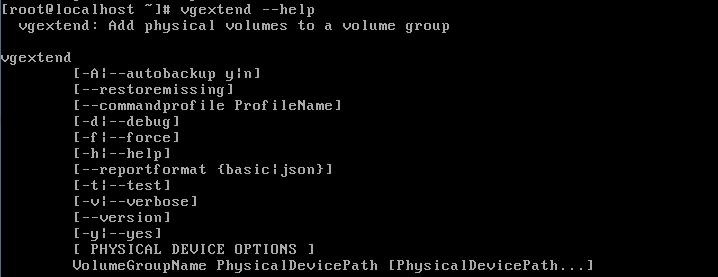 [root@localhost ~]# vgextend --help
  vgextend: Add physical volumes to a volume group

vgextend
        [-A|--autobackup y|n]
        [--restoremissing]
        [--commandprofile ProfileName]
        [-d|--debug]
        [-f|--force]
        [-h|--help]
        [--reportformat {basic|json}]
        [-t|--test]
        [-v|--verbose]
        [--version]
        [-y|--yes]
        [ PHYSICAL DEVICE OPTIONS ]
        VolumeGroupName PhysicalDevicePath [PhysicalDevicePath...]